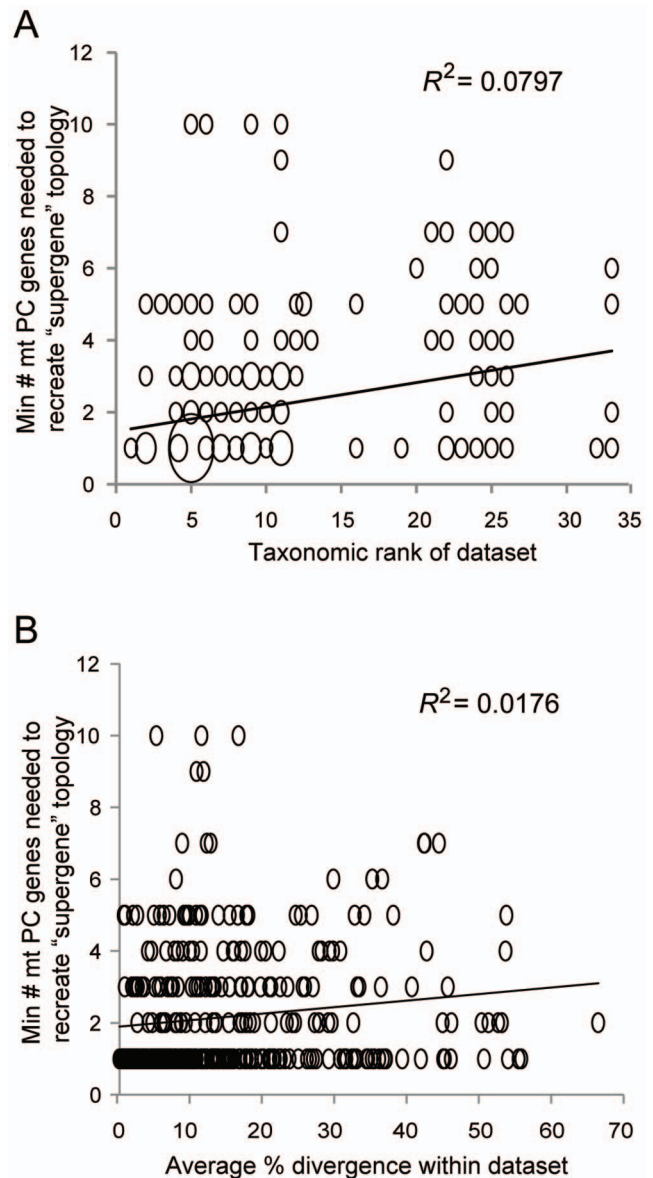 A
Min # mt PC genes needed to
recreate “supergene” topology
12
10
8
6
4
2
0
R2= 0.0797
0 5 10 15 20 25 30 35
Taxonomic rank of dataset
B
Min # mt PC genes needed to
recreate “supergene” topology
12
10
8
6
4
2
0
R2= 0.0176
0 10 20 30 40 50 60 70
Average % divergence within dataset